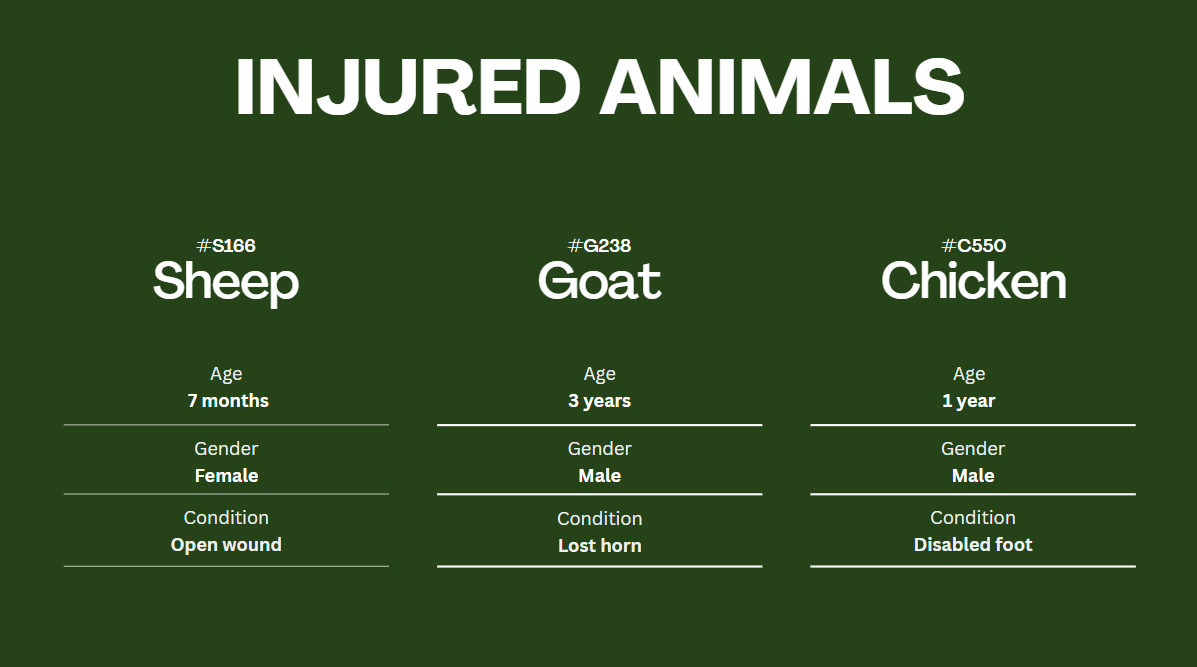 INJURED ANIMALS
#S166
Sheep
Age
7 months
Gender
Female
Condition
Open wound
#G238
Goat
Age
3 years
Gender
Male
Condition
Lost horn
#C550
Chicken
Age
1 year
Gender
Male
Condition
Disabled foot